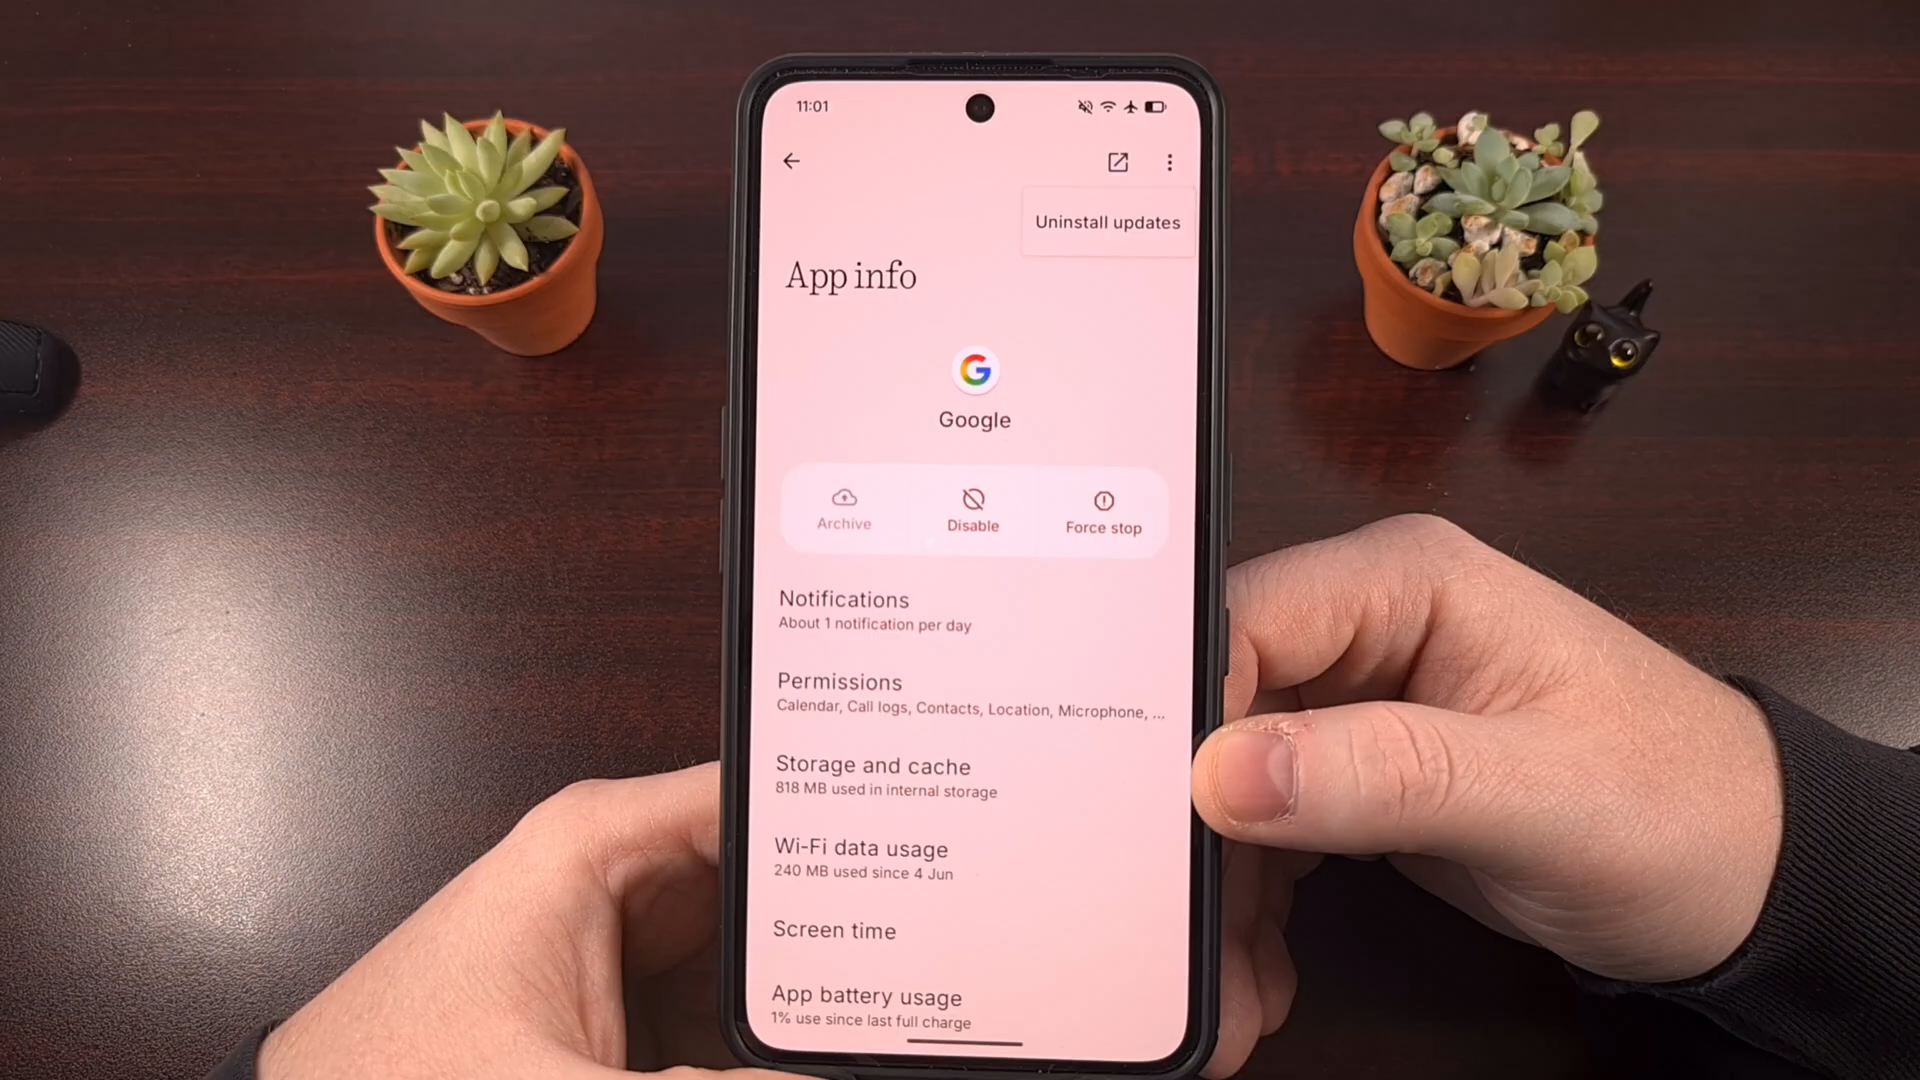 11:01
Uninstall updates
App info
Google
Archive
Disable
Force stop
Notifications
About 1 notification per day
Permissions
Calendar, Call logs, Contacts, Location, Microphone, ...
Storage and cache
818 MB used in internal storage
Wi-Fi data usage
240 MB used since 4 Jun
Screen time
App battery usage
1% use since last full charge